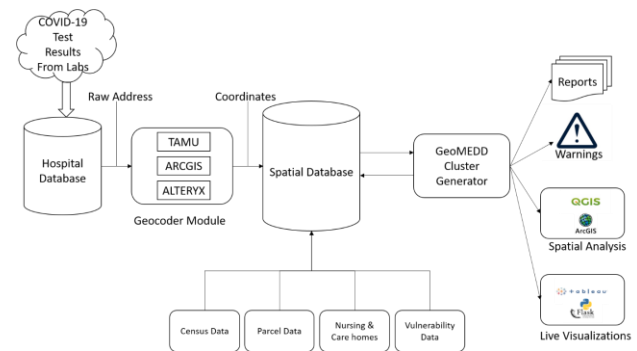 COVID-19
Test
Results
From Labs
Raw Address
Coordinates
Hospital
Database
TAMU
ARCGIS
ALTERYX
Geocoder Module
Spatial Database
GeoMEDD
Cluster
Generator
Reports
Warnings
QGIS
ArcGIS
Spatial Analysis
tableau
Flask
Live Visualizations
Census Data
Parcel Data
Nursing &
Care homes
Vulnerability
Data